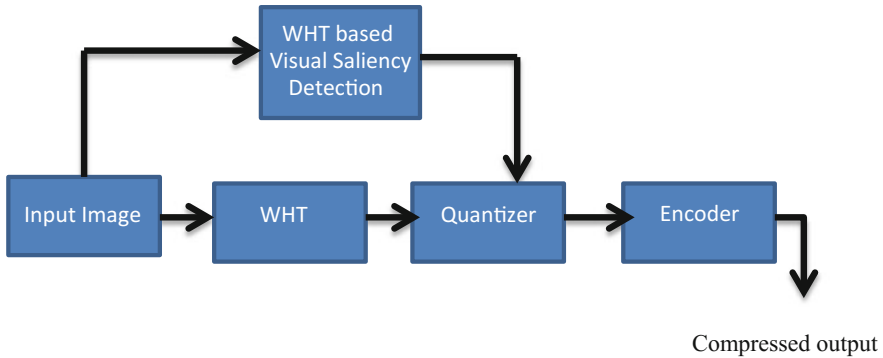 WHT based
Visual Saliency
Detection
Input Image
WHT
Quantizer
Encoder
Compressed output